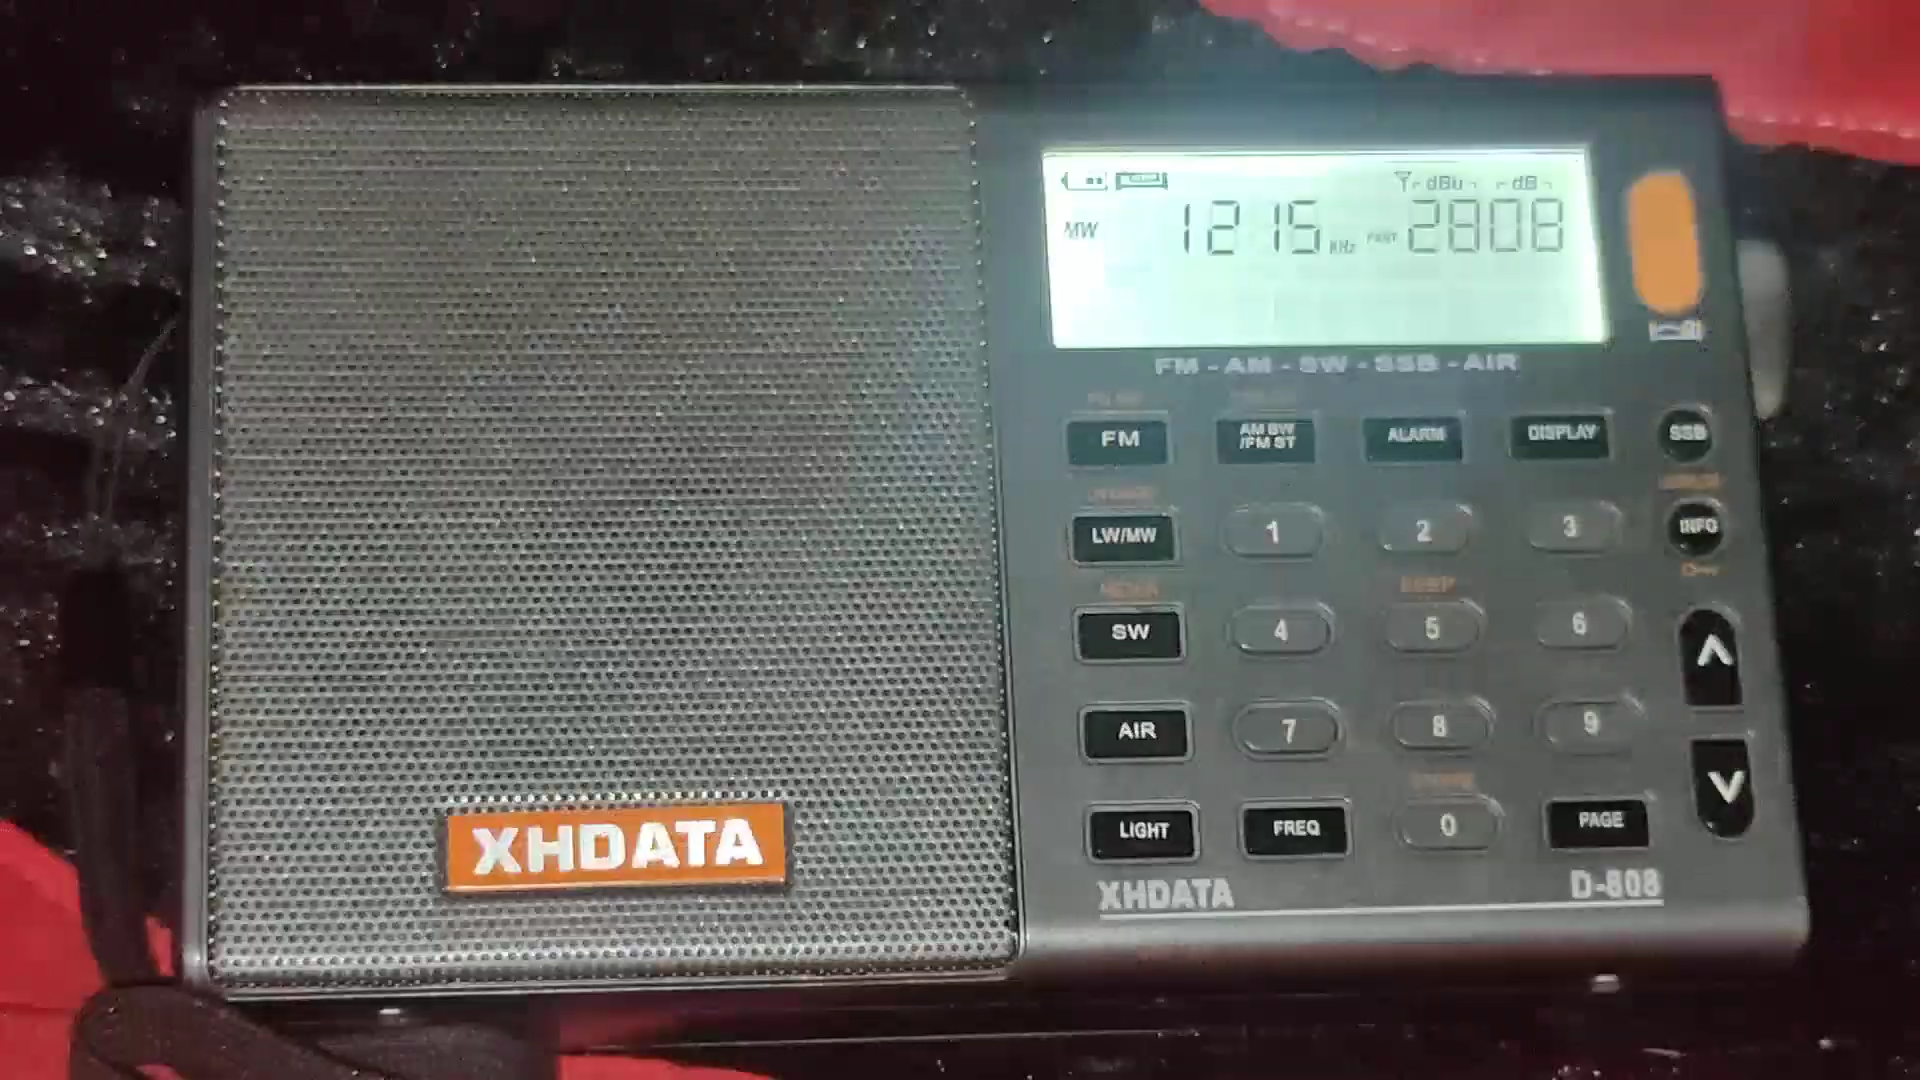 dBu dB
MW 1215 KHz 2808
FM - AM - SW - SSB - AIR
FM AM BW /FM ST ALARM DISPLAY SSB
LW/MW 1 2 3 INFO
SW 4 5 6
AIR 7 8 9
LIGHT FREQ 0 PAGE
XHDATA
XHDATA D-808